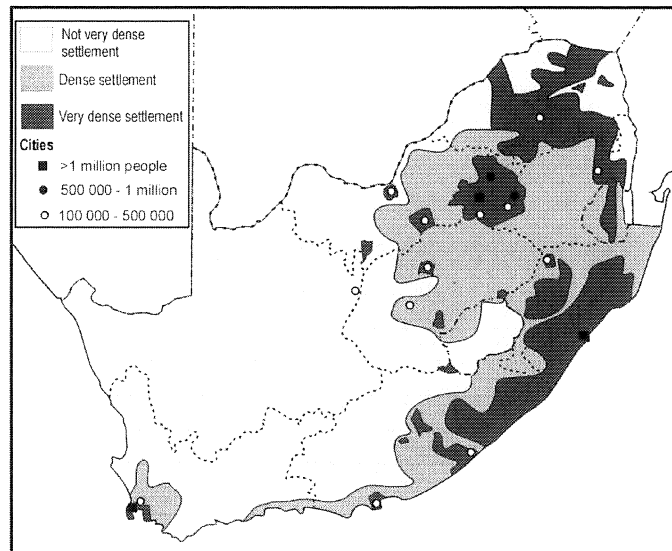 Not very dense
settlement
Dense settlement
Very dense settlement
Cities
>1 million people
500 000 - 1 million
100 000 - 500 000